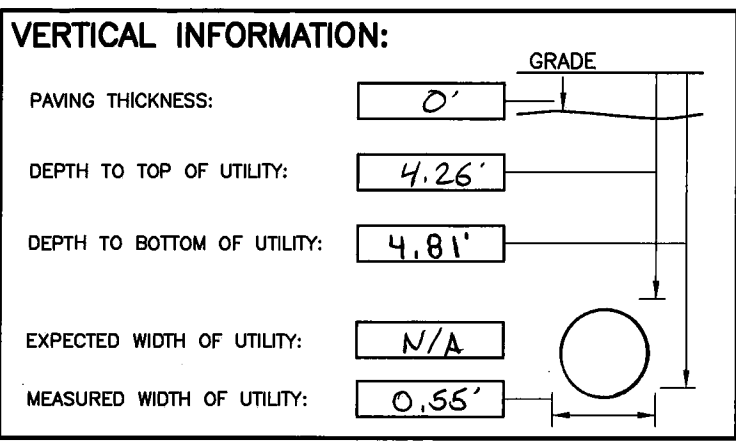 VERTICAL INFORMATION:
GRADE
PAVING THICKNESS: 0'
DEPTH TO TOP OF UTILITY: 4.26'
DEPTH TO BOTTOM OF UTILITY: 4.81'
EXPECTED WIDTH OF UTILITY: N/A
MEASURED WIDTH OF UTILITY: 0.55'